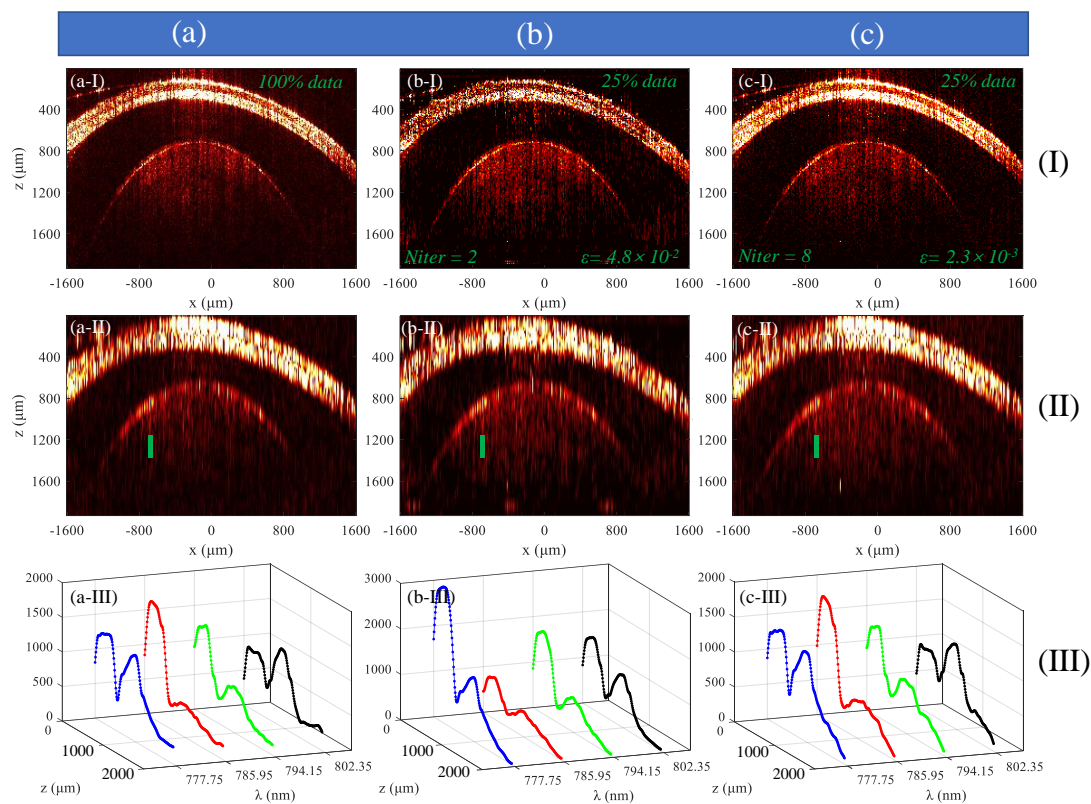 (a) (b) (c)
(a-I) 100% data (b-I) 25% data (c-I) 25% data
400 400 400
800 800 800
z (μm)
(I)
1200 1200 1200
1600 1600 1600
Niter = 2 ε= 4.8 × 10⁻² Niter = 8 ε= 2.3 × 10⁻³
-1600 -800 0 800 1600 -1600 -800 0 800 1600 -1600 -800 0 800 1600
x (μm) x (μm) x (μm)
(a-II) (b-II) (c-II)
400 400 400
800 800 800
z (μm)
(II)
1200 1200 1200
1600 1600 1600
-1600 -800 0 800 1600 -1600 -800 0 800 1600 -1600 -800 0 800 1600
x (μm) x (μm) x (μm)
2000 3000 2000
(a-III) (b-III) (c-III)
1500 2000 1500
1000 1000 1000
(III)
500 500
0 0 0
0 0 0
1000 1000 1000
2000 2000 2000
777.75 785.95 794.15 802.35 777.75 785.95 794.15 802.35 777.75 785.95 794.15 802.35
z (μm) λ (nm) z (μm) λ (nm) z (μm) λ (nm)